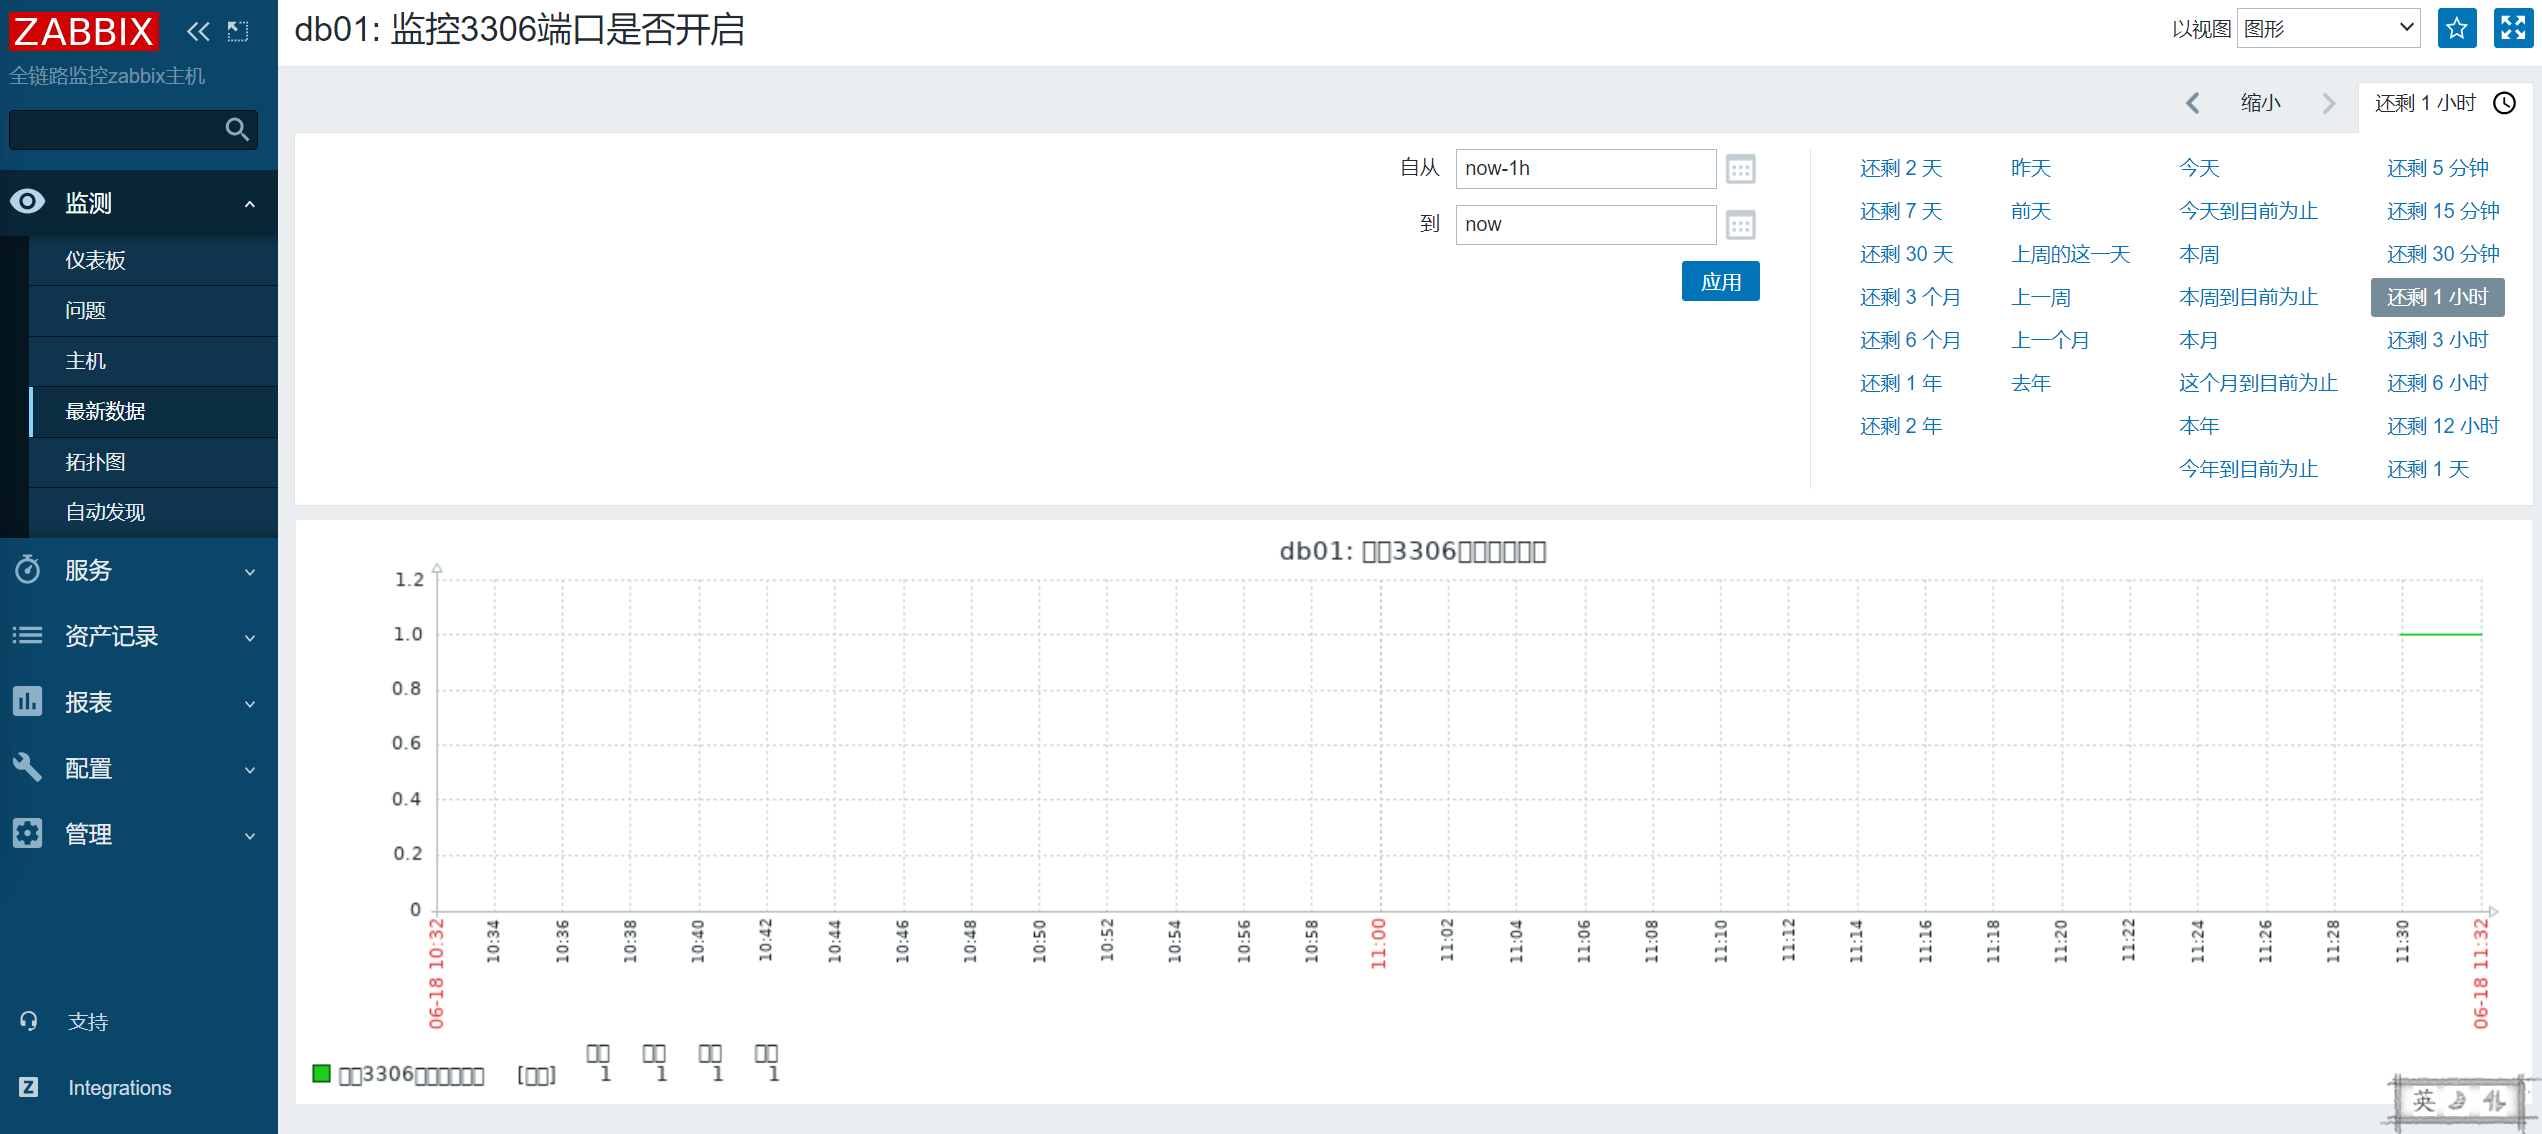 ZABBIX
全链路监控zabbix主机
监测
仪表板
问题
主机
最新数据
拓扑图
自动发现
服务
资产记录
报表
配置
管理
支持
Integrations
db01: 监控3306端口是否开启
以视图 图形
缩小
还剩 1 小时
自从 now-1h
到 now
应用
还剩 2 天 昨天 今天 还剩 5 分钟
还剩 7 天 前天 今天到目前为止 还剩 15 分钟
还剩 30 天 上周的这一天 本周 还剩 30 分钟
还剩 3 个月 上一周 本周到目前为止 还剩 1 小时
还剩 6 个月 上一个月 本月 还剩 3 小时
还剩 1 年 去年 这个月到目前为止 还剩 6 小时
还剩 2 年 本年 还剩 12 小时
今年到目前为止 还剩 1 天
db01: □□3306□□□□□□
1.2
1.0
0.8
0.6
0.4
0.2
0
06-18 10:32 10:34 10:36 10:38 10:40 10:42 10:44 10:46 10:48 10:50 10:52 10:54 10:56 10:58 11:00 11:02 11:04 11:06 11:08 11:10 11:12 11:14 11:16 11:18 11:20 11:22 11:24 11:26 11:28 11:30 06-18 11:32
□□ □□ □□ □□
□□3306□□□□□□ [□□] 1 1 1 1
英